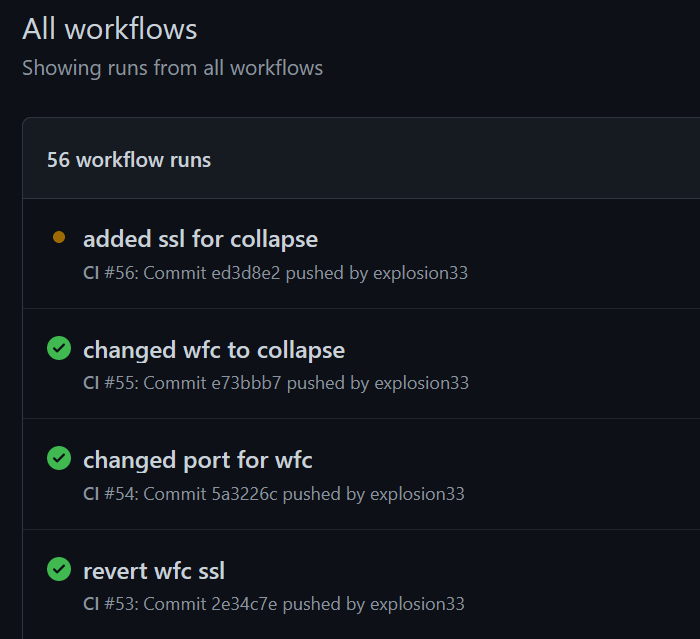 All workflows
Showing runs from all workflows
56 workflow runs
added ssl for collapse
CI #56: Commit ed3d8e2 pushed by explosion33
changed wfc to collapse
CI #55: Commit e73bbb7 pushed by explosion33
changed port for wfc
CI #54: Commit 5a3226c pushed by explosion33
revert wfc ssl
CI #53: Commit 2e34c7e pushed by explosion33